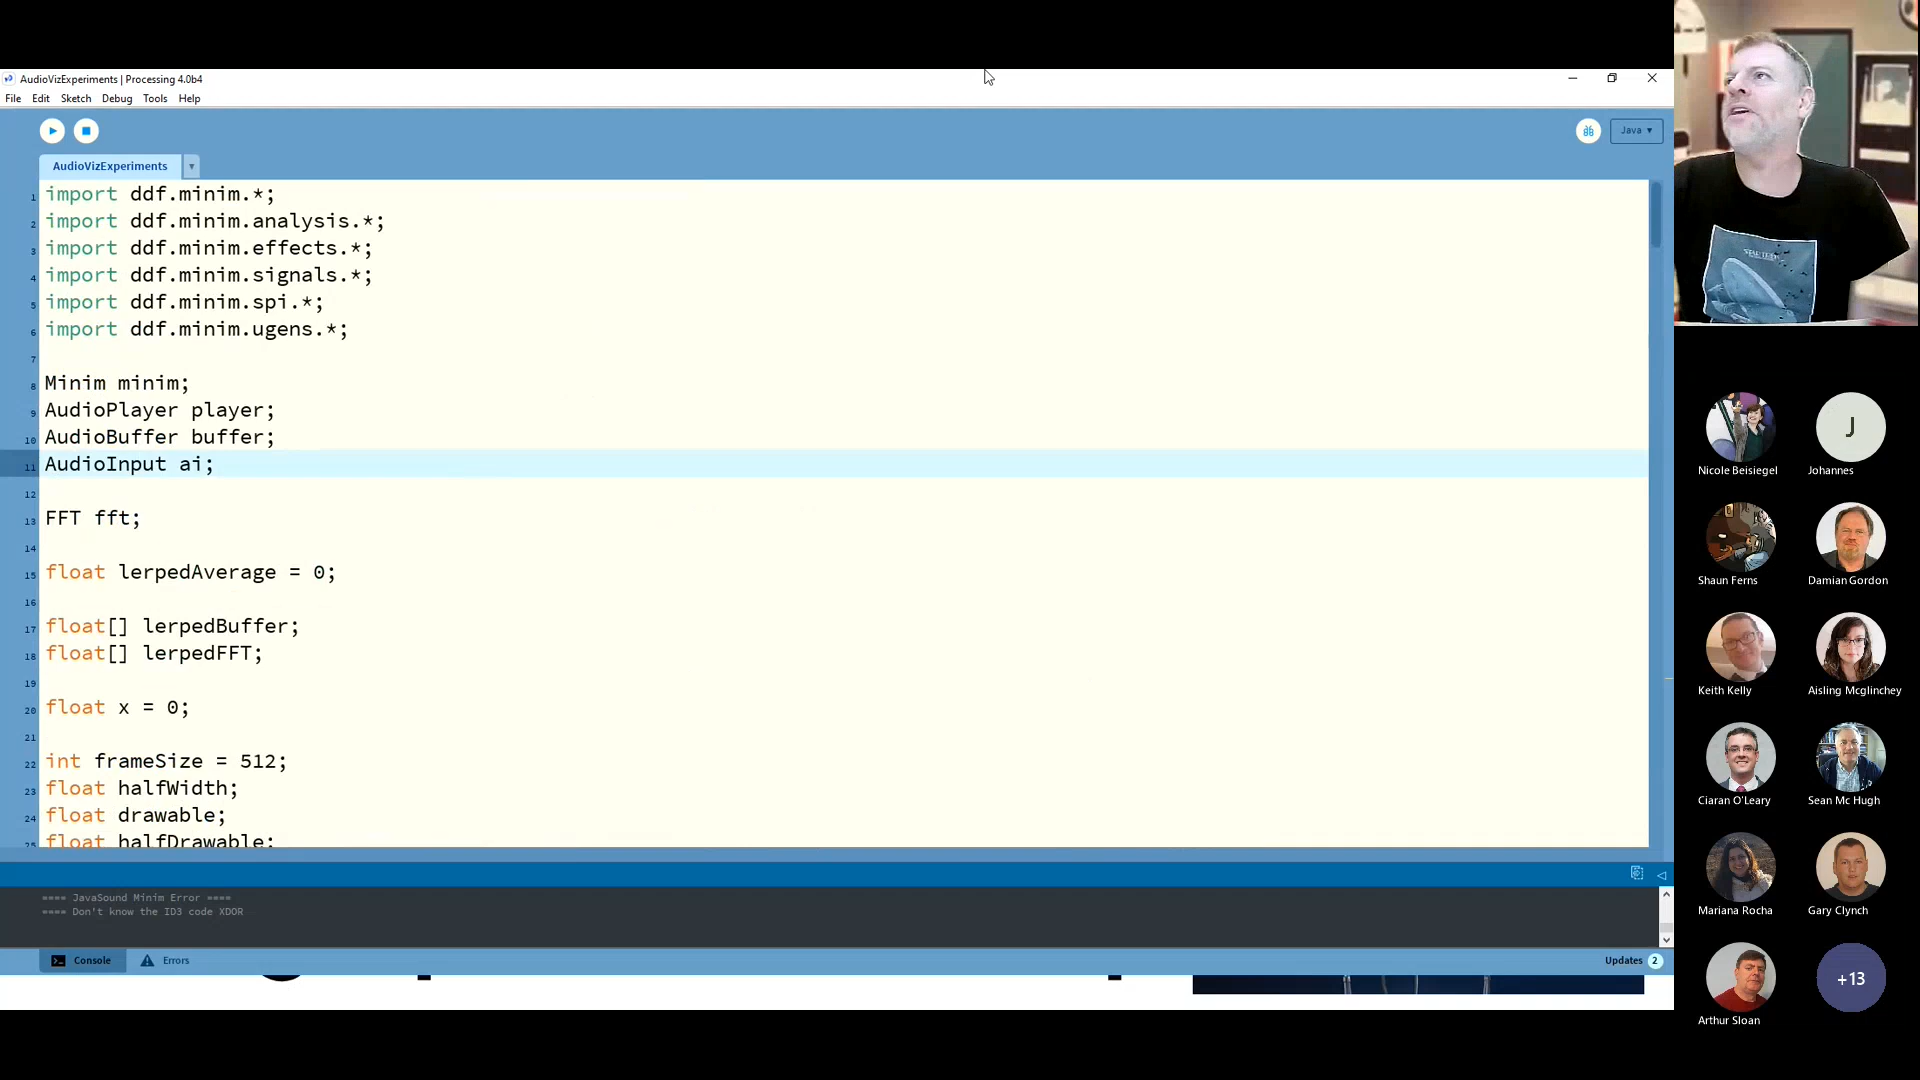 AudioVizExperiments | Processing 4.0b4
File Edit Sketch Debug Tools Help
Java
AudioVizExperiments
1 import ddf.minim.*;
2 import ddf.minim.analysis.*;
3 import ddf.minim.effects.*;
4 import ddf.minim.signals.*;
5 import ddf.minim.spi.*;
6 import ddf.minim.ugens.*;
7
8 Minim minim;
9 AudioPlayer player;
10 AudioBuffer buffer;
11 AudioInput ai;
12
13 FFT fft;
14
15 float lerpedAverage = 0;
16
17 float[] lerpedBuffer;
18 float[] lerpedFFT;
19
20 float x = 0;
21
22 int frameSize = 512;
23 float halfWidth;
24 float drawable;
25 float halfDrawable;
==== JavaSound Minim Error ====
==== Don't know the ID3 code XDOR
Console Errors Updates 2
J
Nicole Beisiegel Johannes
Shaun Ferns Damian Gordon
Keith Kelly Aisling Mcglinchey
Ciaran O'Leary Sean Mc Hugh
Mariana Rocha Gary Clynch
+13
Arthur Sloan